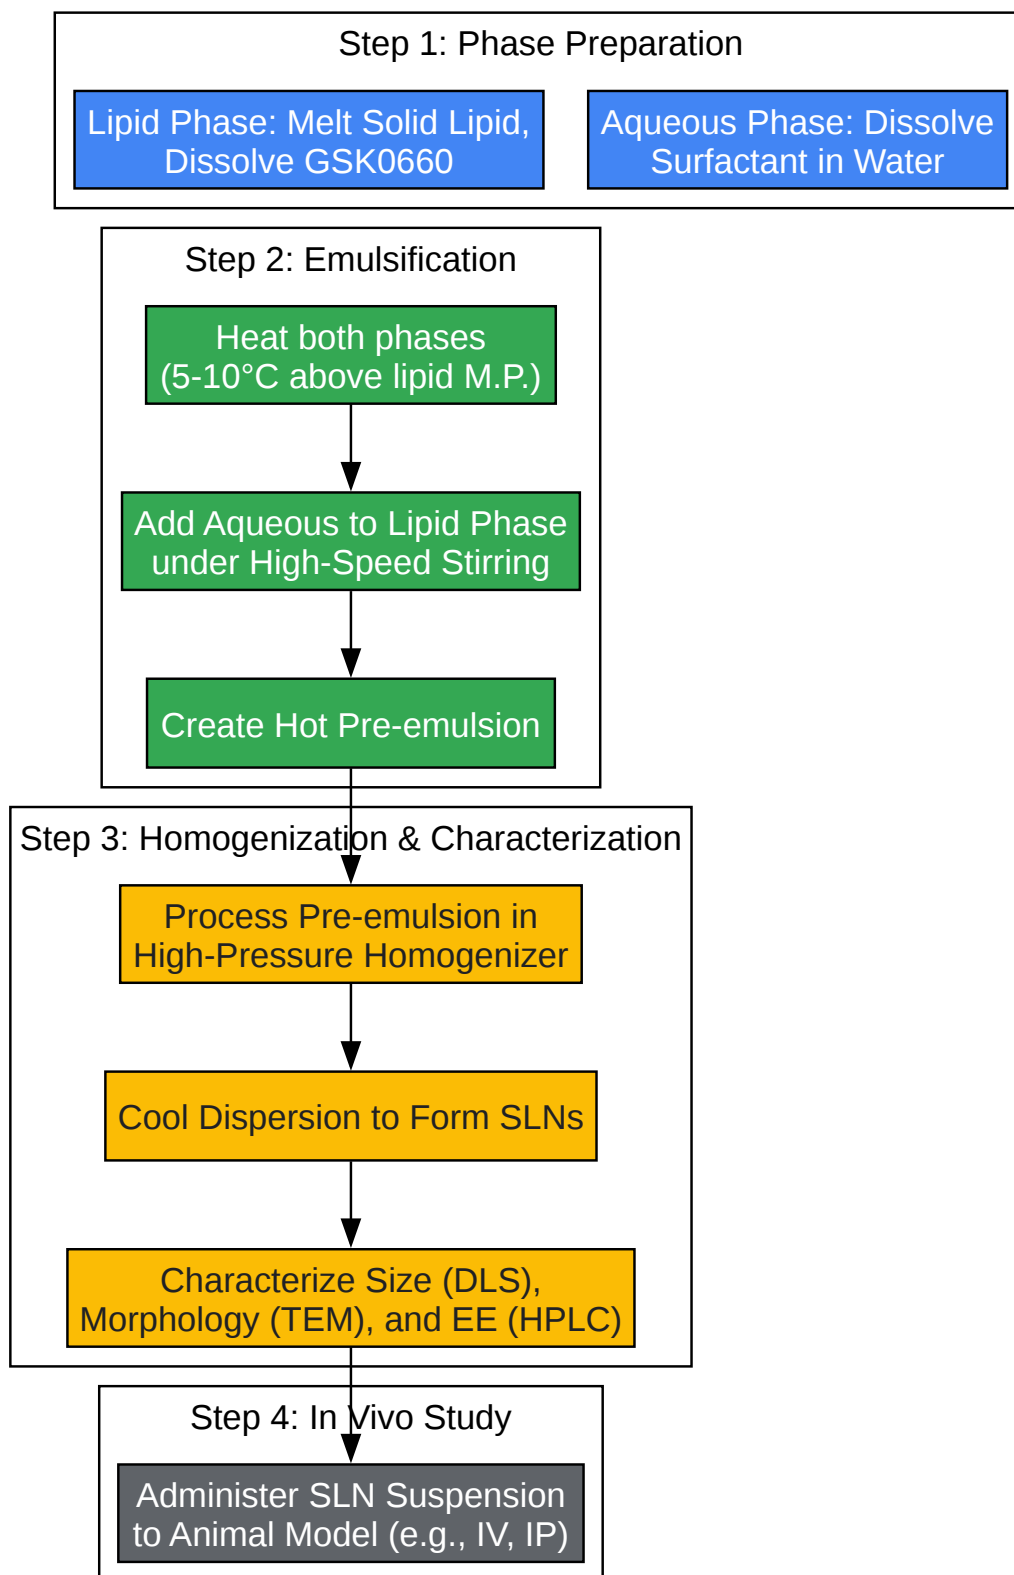 Step 1: Phase Preparation
Lipid Phase: Melt Solid Lipid,
Dissolve GSK0660
Aqueous Phase: Dissolve
Surfactant in Water
Step 2: Emulsification
Heat both phases
(5-10°C above lipid M.P.)
Add Aqueous to Lipid Phase
under High-Speed Stirring
Create Hot Pre-emulsion
Step 3: Homogenization & Characterization
Process Pre-emulsion in
High-Pressure Homogenizer
Cool Dispersion to Form SLNs
Characterize Size (DLS),
Morphology (TEM), and EE (HPLC)
Step 4: In Vivo Study
Administer SLN Suspension
to Animal Model (e.g., IV, IP)